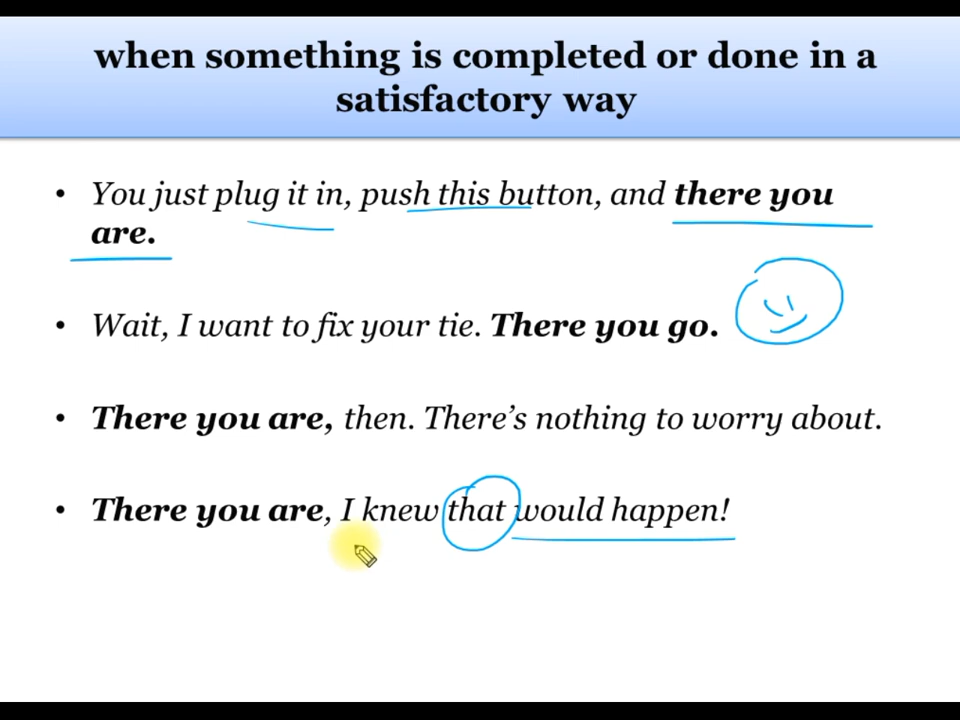 when something is completed or done in a
satisfactory way
• You just plug it in, push this button, and there you
are.
• Wait, I want to fix your tie. There you go.
• There you are, then. There's nothing to worry about.
• There you are, I knew that would happen!